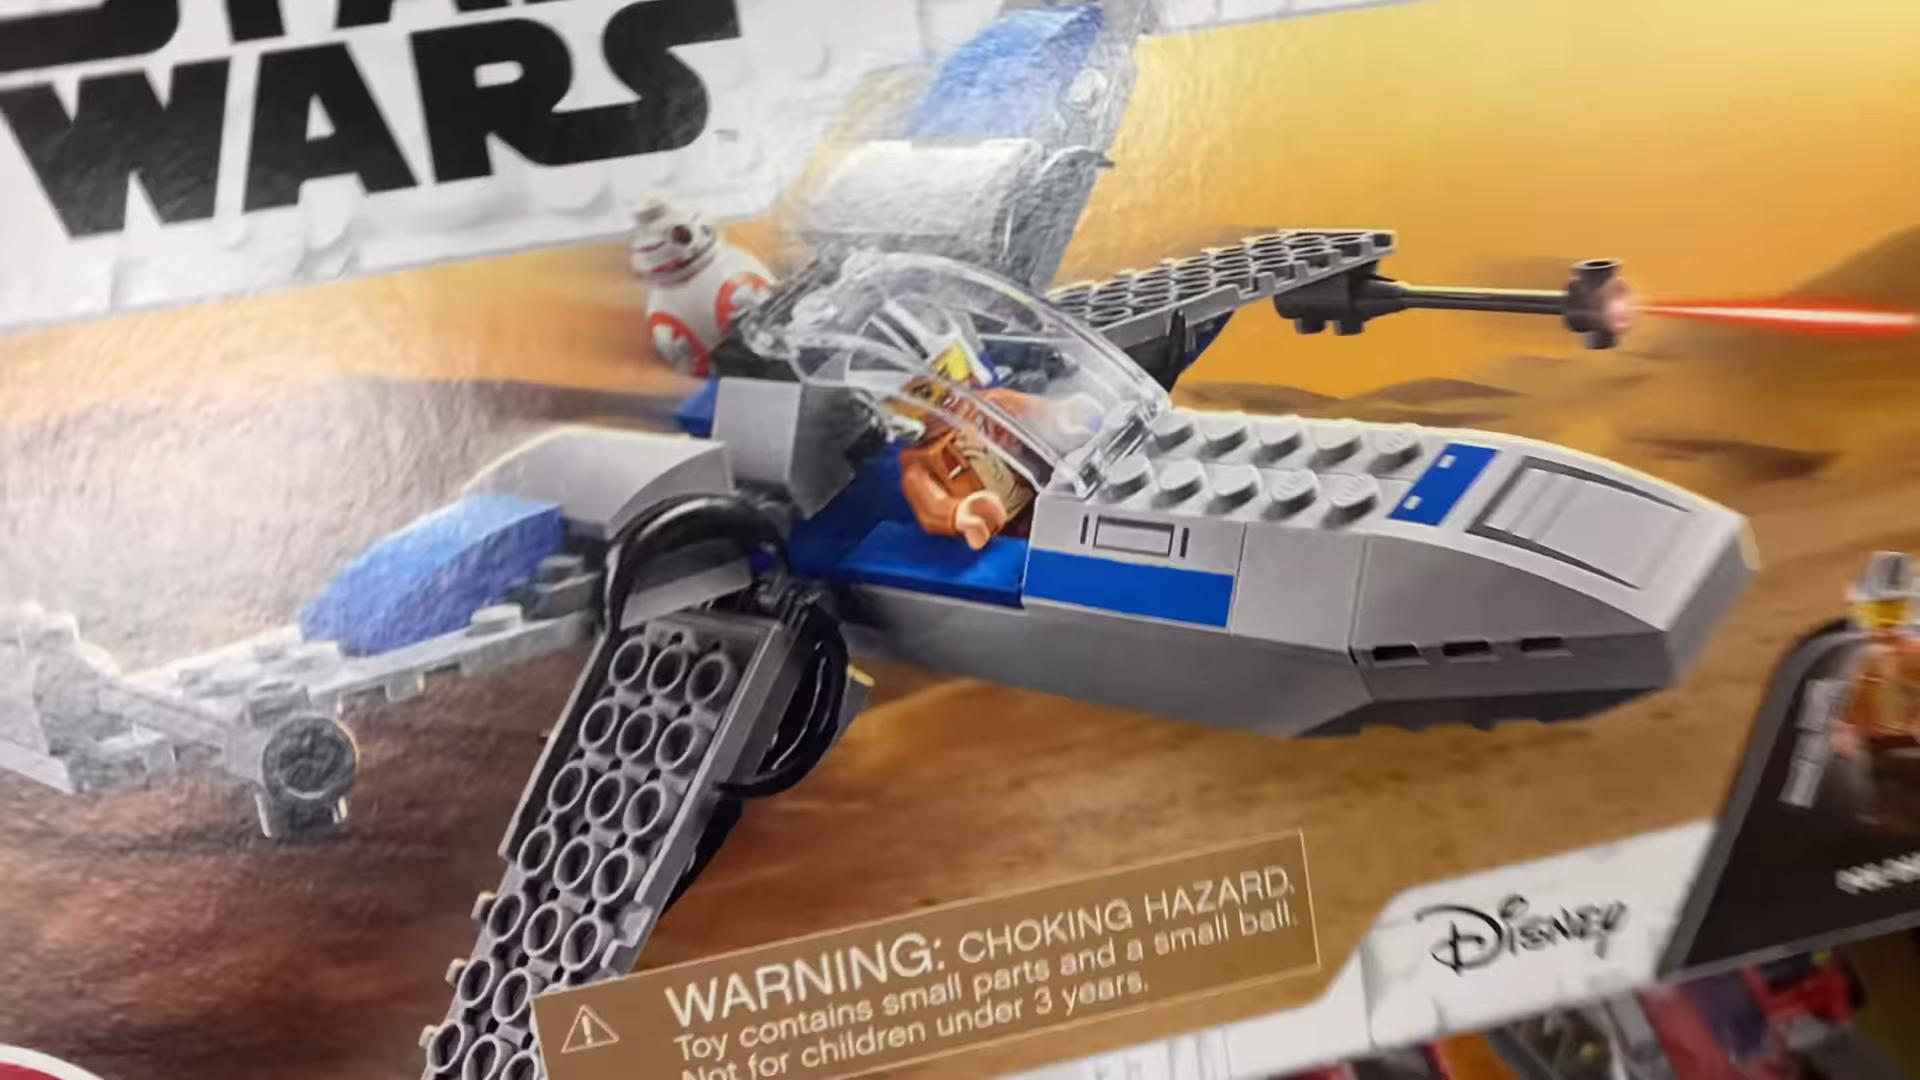 WARS
WARNING: CHOKING HAZARD.
Toy contains small parts and a small ball.
Not for children under 3 years.
Disney